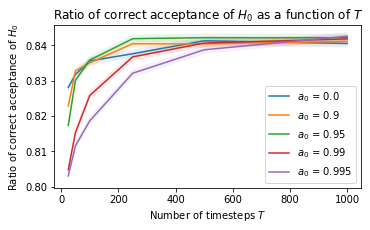 Ratio of correct acceptance of H₀ as a function of T
Ratio of correct acceptance of H₀
0.84
0.83
0.82
0.81
0.80
a₀ = 0.0
a₀ = 0.9
a₀ = 0.95
a₀ = 0.99
a₀ = 0.995
0 200 400 600 800 1000
Number of timesteps T